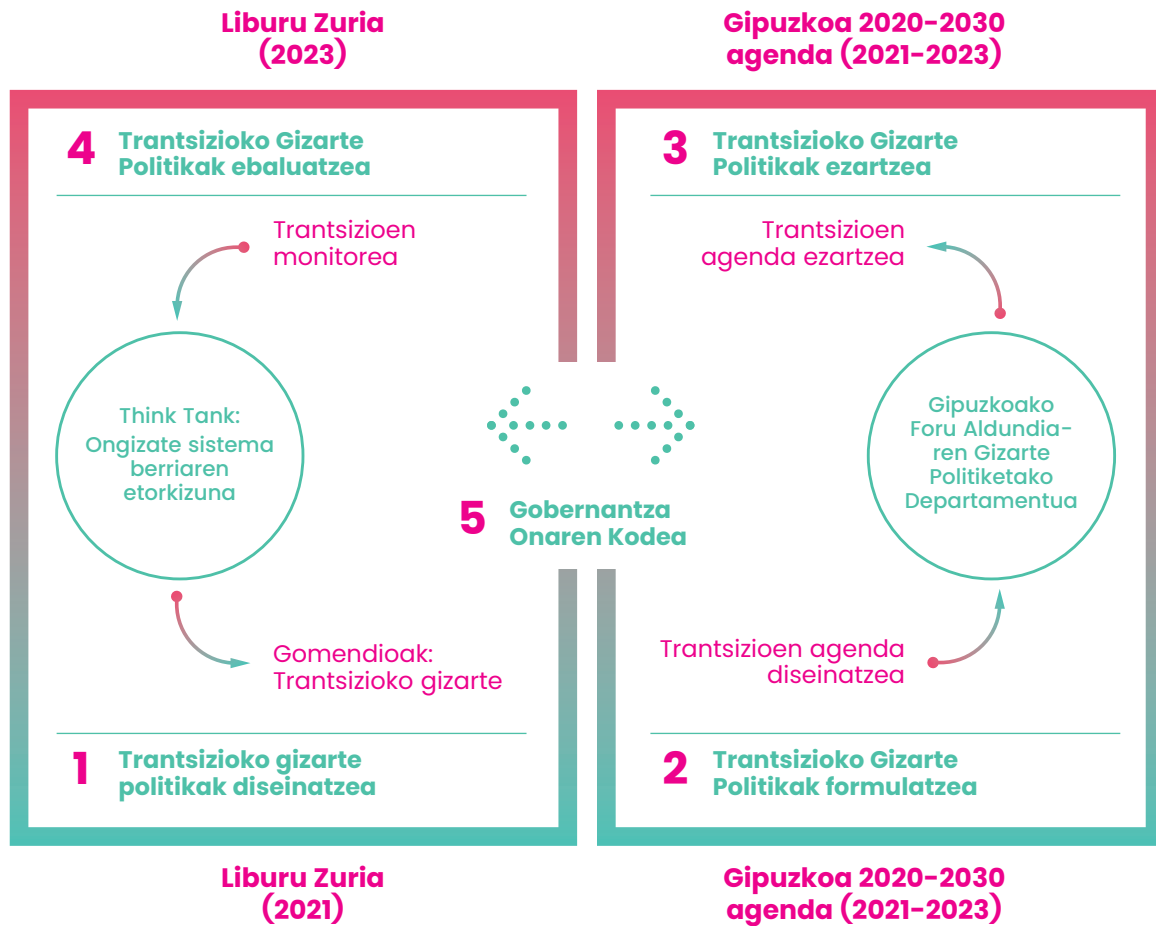 Liburu Zuria
(2023)
Gipuzkoa 2020-2030
agenda (2021-2023)
4 Trantsizioko Gizarte
Politikak ebaluatzea
3 Trantsizioko Gizarte
Politikak ezartzea
Trantsizioen
monitorea
Trantsizioen
agenda ezartzea
Think Tank:
Ongizate sistema
berriaren
etorkizuna
Gipuzkoako
Foru Aldundia-
ren Gizarte
Politiketako
Departamentua
5 Gobernantza
Onaren Kodea
Gomendioak:
Trantsizioko gizarte
Trantsizioen agenda
diseinatzea
1 Trantsizioko gizarte
politikak diseinatzea
2 Trantsizioko Gizarte
Politikak formulatzea
Liburu Zuria
(2021)
Gipuzkoa 2020-2030
agenda (2021-2023)